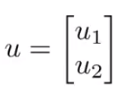 u = [u₁
u₂]